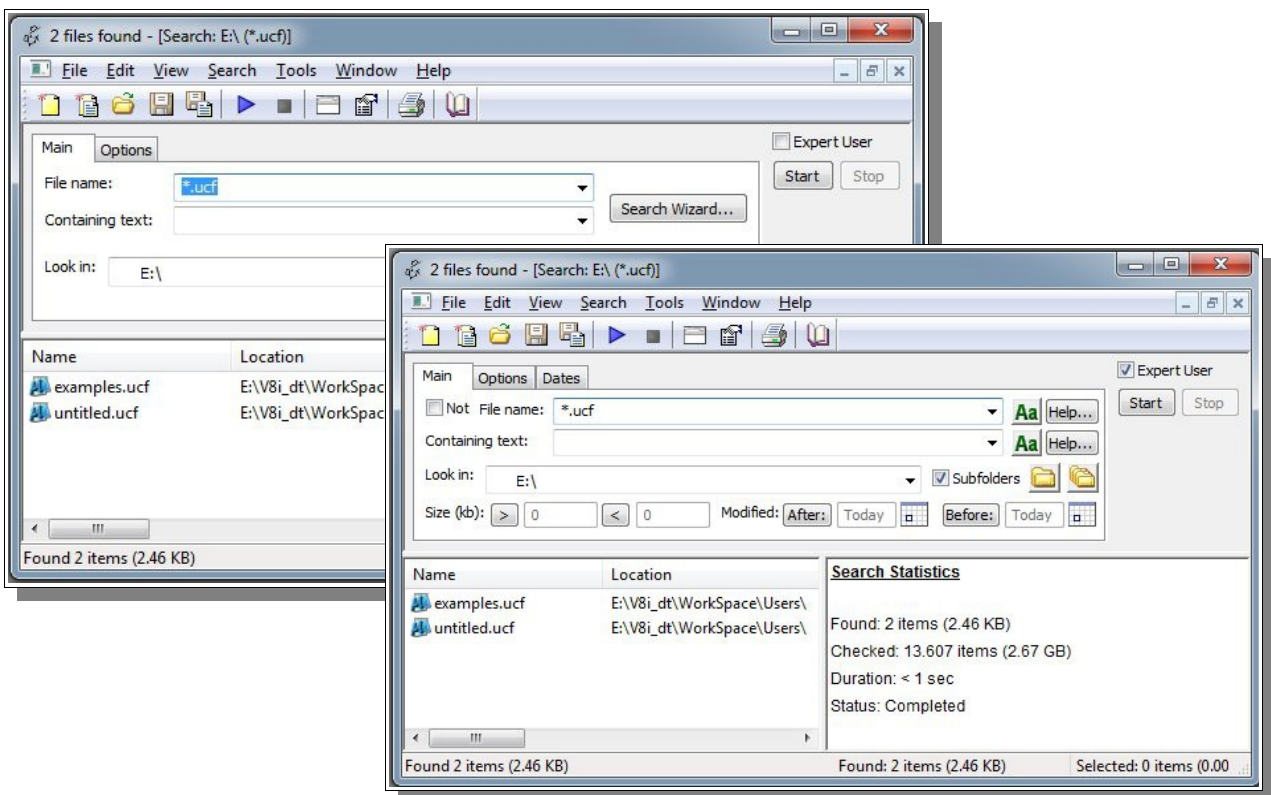 2 files found - [Search: E:\ (*.ucf)]
File Edit View Search Tools Window Help
Main Options
Expert User
File name: *.ucf
Start Stop
Containing text:
Search Wizard...
Look in: E:\
Name Location
examples.ucf E:\V8i_dt\WorkSpac
untitled.ucf E:\V8i_dt\WorkSpac
Found 2 items (2.46 KB)
2 files found - [Search: E:\ (*.ucf)]
File Edit View Search Tools Window Help
Main Options Dates
Expert User
Not File name: *.ucf Aa Help...
Start Stop
Containing text: Aa Help...
Look in: E:\ Subfolders
Size (kb): > 0 < 0 Modified: After: Today Before: Today
Name Location
examples.ucf E:\V8i_dt\WorkSpace\Users\
untitled.ucf E:\V8i_dt\WorkSpace\Users\
Search Statistics
Found: 2 items (2.46 KB)
Checked: 13.607 items (2.67 GB)
Duration: < 1 sec
Status: Completed
Found 2 items (2.46 KB) Found: 2 items (2.46 KB) Selected: 0 items (0.00